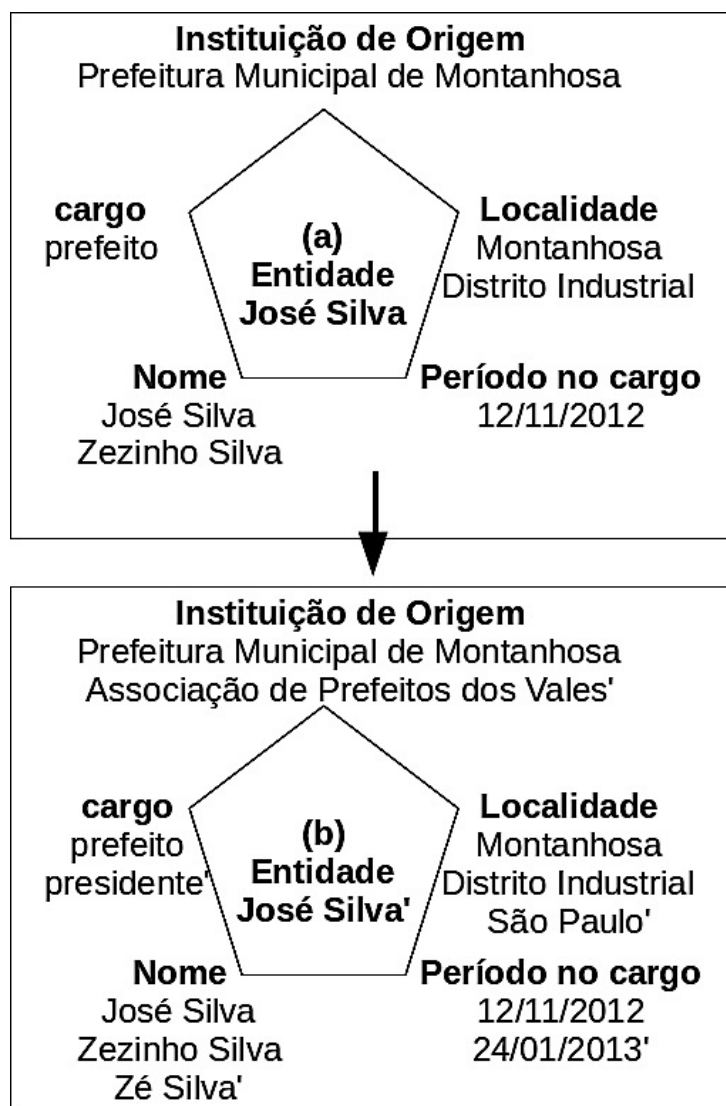 Instituição de Origem
Prefeitura Municipal de Montanhosa
cargo
prefeito
(a)
Entidade
José Silva
Localidade
Montanhosa
Distrito Industrial
Nome
José Silva
Zezinho Silva
Período no cargo
12/11/2012
Instituição de Origem
Prefeitura Municipal de Montanhosa
Associação de Prefeitos dos Vales'
cargo
prefeito
presidente'
(b)
Entidade
José Silva'
Localidade
Montanhosa
Distrito Industrial
São Paulo'
Nome
José Silva
Zezinho Silva
Zé Silva'
Período no cargo
12/11/2012
24/01/2013'